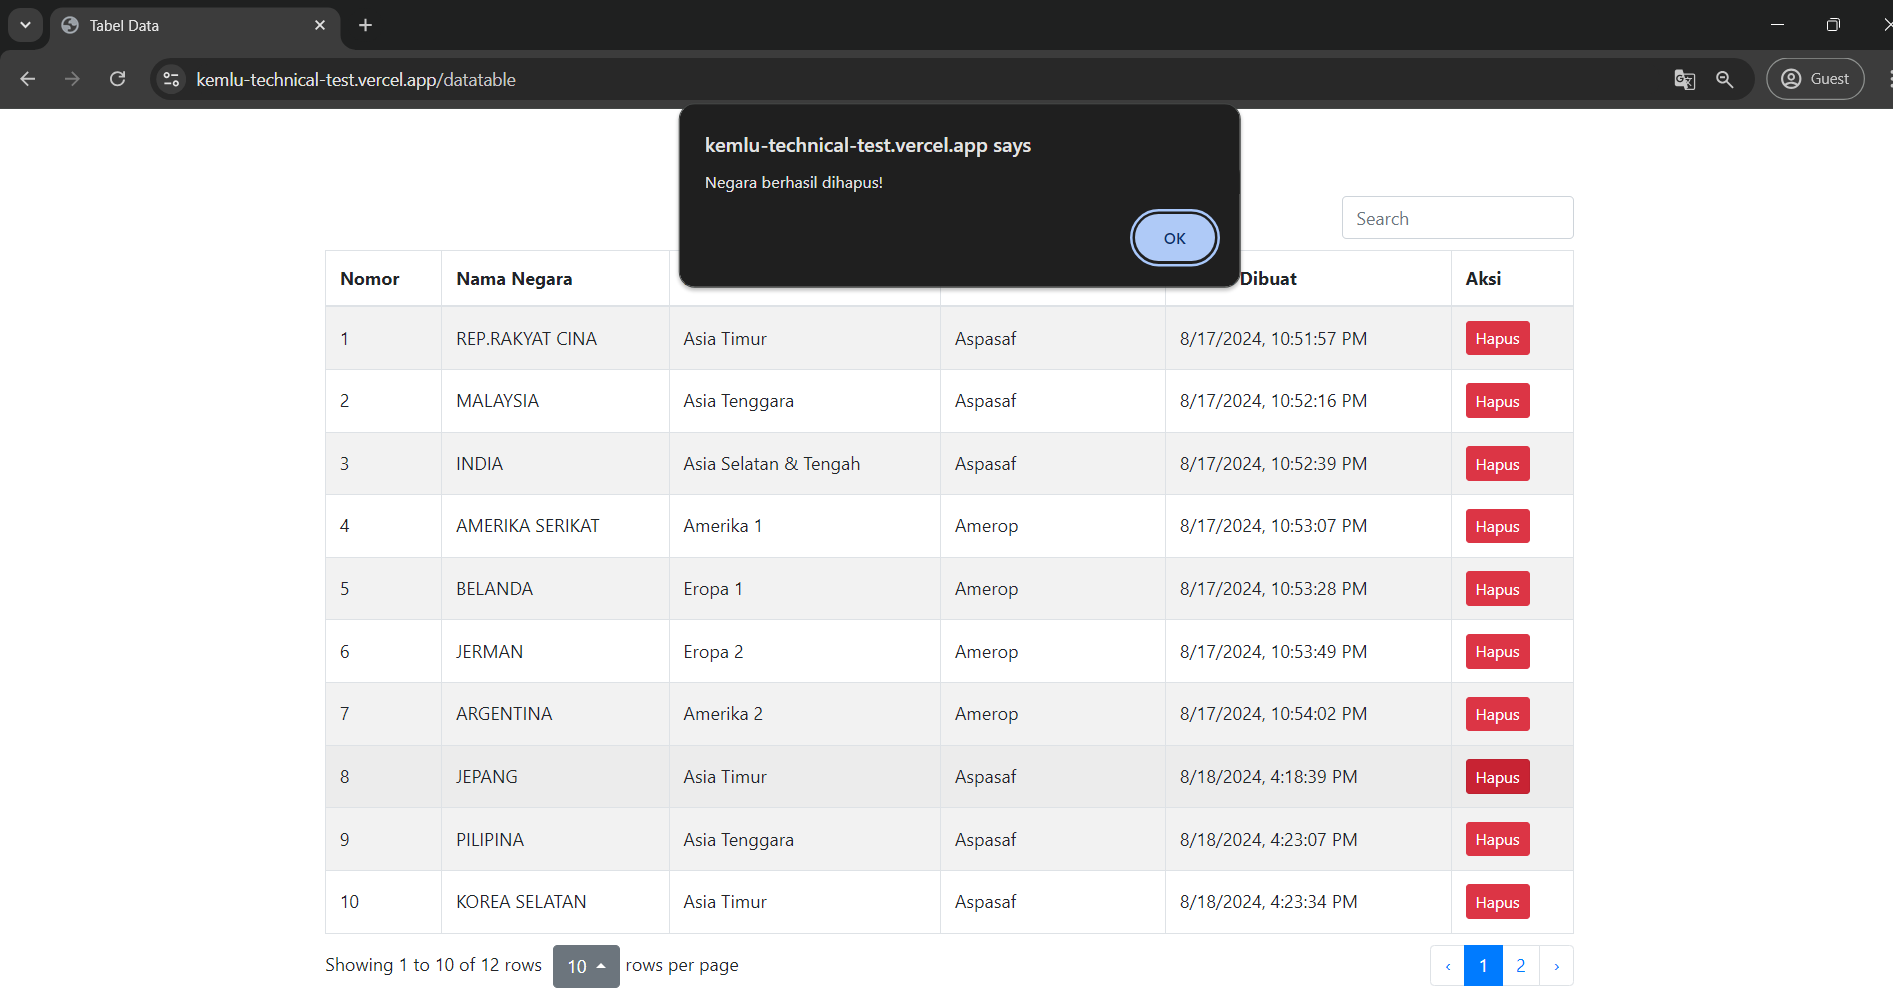 Tabel Data
kemlu-technical-test.vercel.app/datatable
Guest
kemlu-technical-test.vercel.app says
Negara berhasil dihapus!
OK
Search
Nomor Nama Negara Dibuat Aksi
1 REP.RAKYAT CINA Asia Timur Aspasaf 8/17/2024, 10:51:57 PM Hapus
2 MALAYSIA Asia Tenggara Aspasaf 8/17/2024, 10:52:16 PM Hapus
3 INDIA Asia Selatan & Tengah Aspasaf 8/17/2024, 10:52:39 PM Hapus
4 AMERIKA SERIKAT Amerika 1 Amerop 8/17/2024, 10:53:07 PM Hapus
5 BELANDA Eropa 1 Amerop 8/17/2024, 10:53:28 PM Hapus
6 JERMAN Eropa 2 Amerop 8/17/2024, 10:53:49 PM Hapus
7 ARGENTINA Amerika 2 Amerop 8/17/2024, 10:54:02 PM Hapus
8 JEPANG Asia Timur Aspasaf 8/18/2024, 4:18:39 PM Hapus
9 PILIPINA Asia Tenggara Aspasaf 8/18/2024, 4:23:07 PM Hapus
10 KOREA SELATAN Asia Timur Aspasaf 8/18/2024, 4:23:34 PM Hapus
Showing 1 to 10 of 12 rows 10 rows per page ‹ 1 2 ›